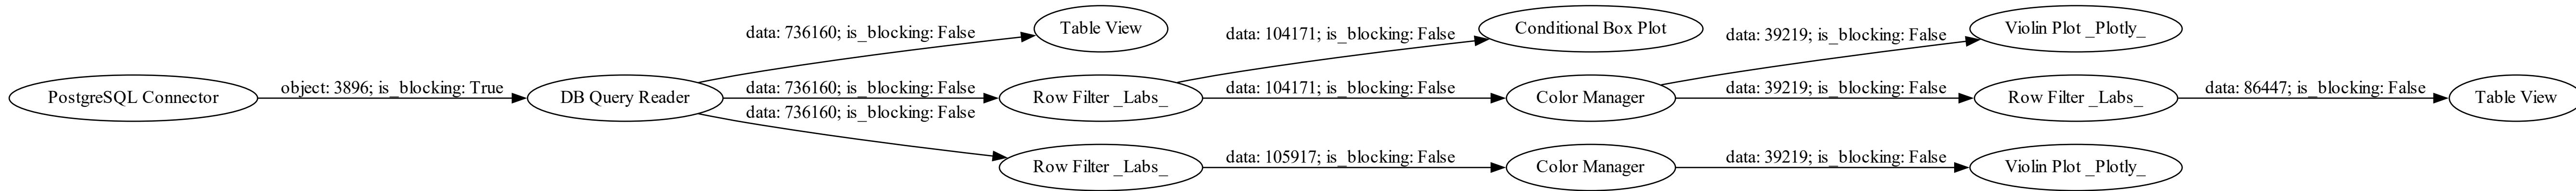 data: 736160; is_blocking: False
Table View
data: 104171; is_blocking: False
Conditional Box Plot
data: 39219; is_blocking: False
Violin Plot _Plotly_
PostgreSQL Connector
object: 3896; is_blocking: True
DB Query Reader
data: 736160; is_blocking: False
Row Filter _Labs_
data: 104171; is_blocking: False
Color Manager
data: 39219; is_blocking: False
Row Filter _Labs_
data: 86447; is_blocking: False
Table View
data: 736160; is_blocking: False
Row Filter _Labs_
data: 105917; is_blocking: False
Color Manager
data: 39219; is_blocking: False
Violin Plot _Plotly_